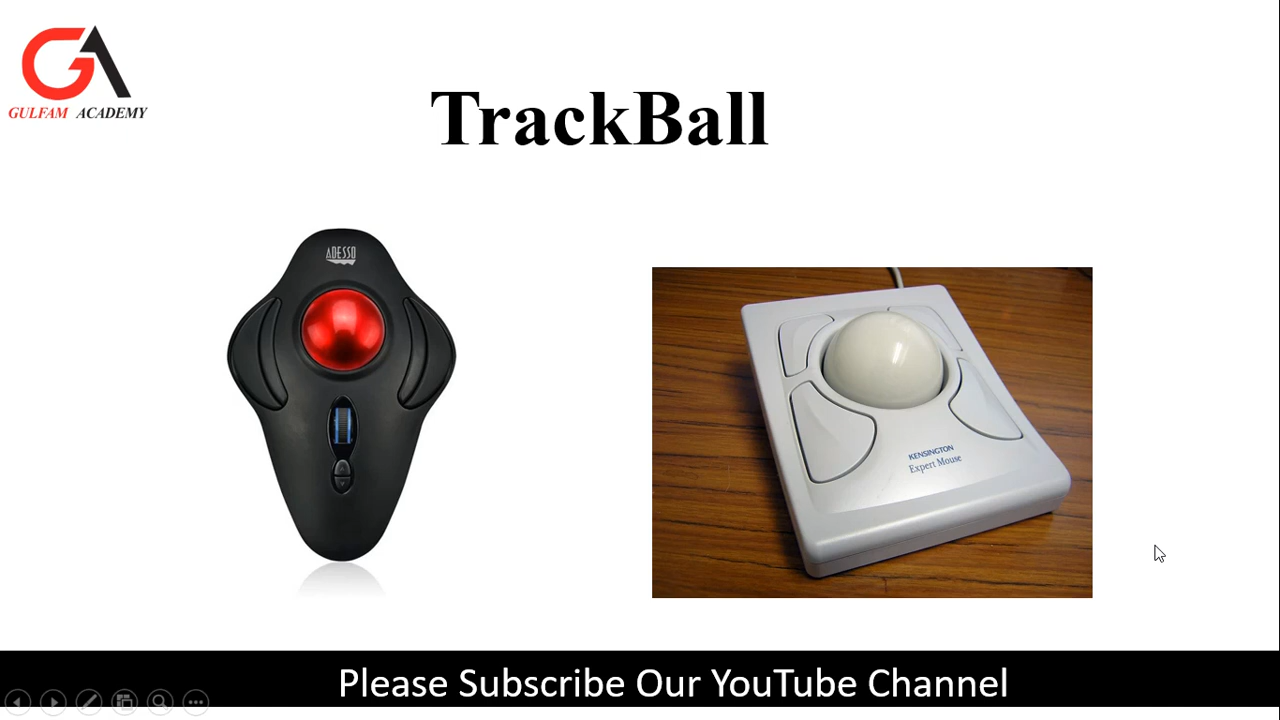 GULFAM ACADEMY
TrackBall
ADESSO
KENSINGTON
Expert Mouse
Please Subscribe Our YouTube Channel